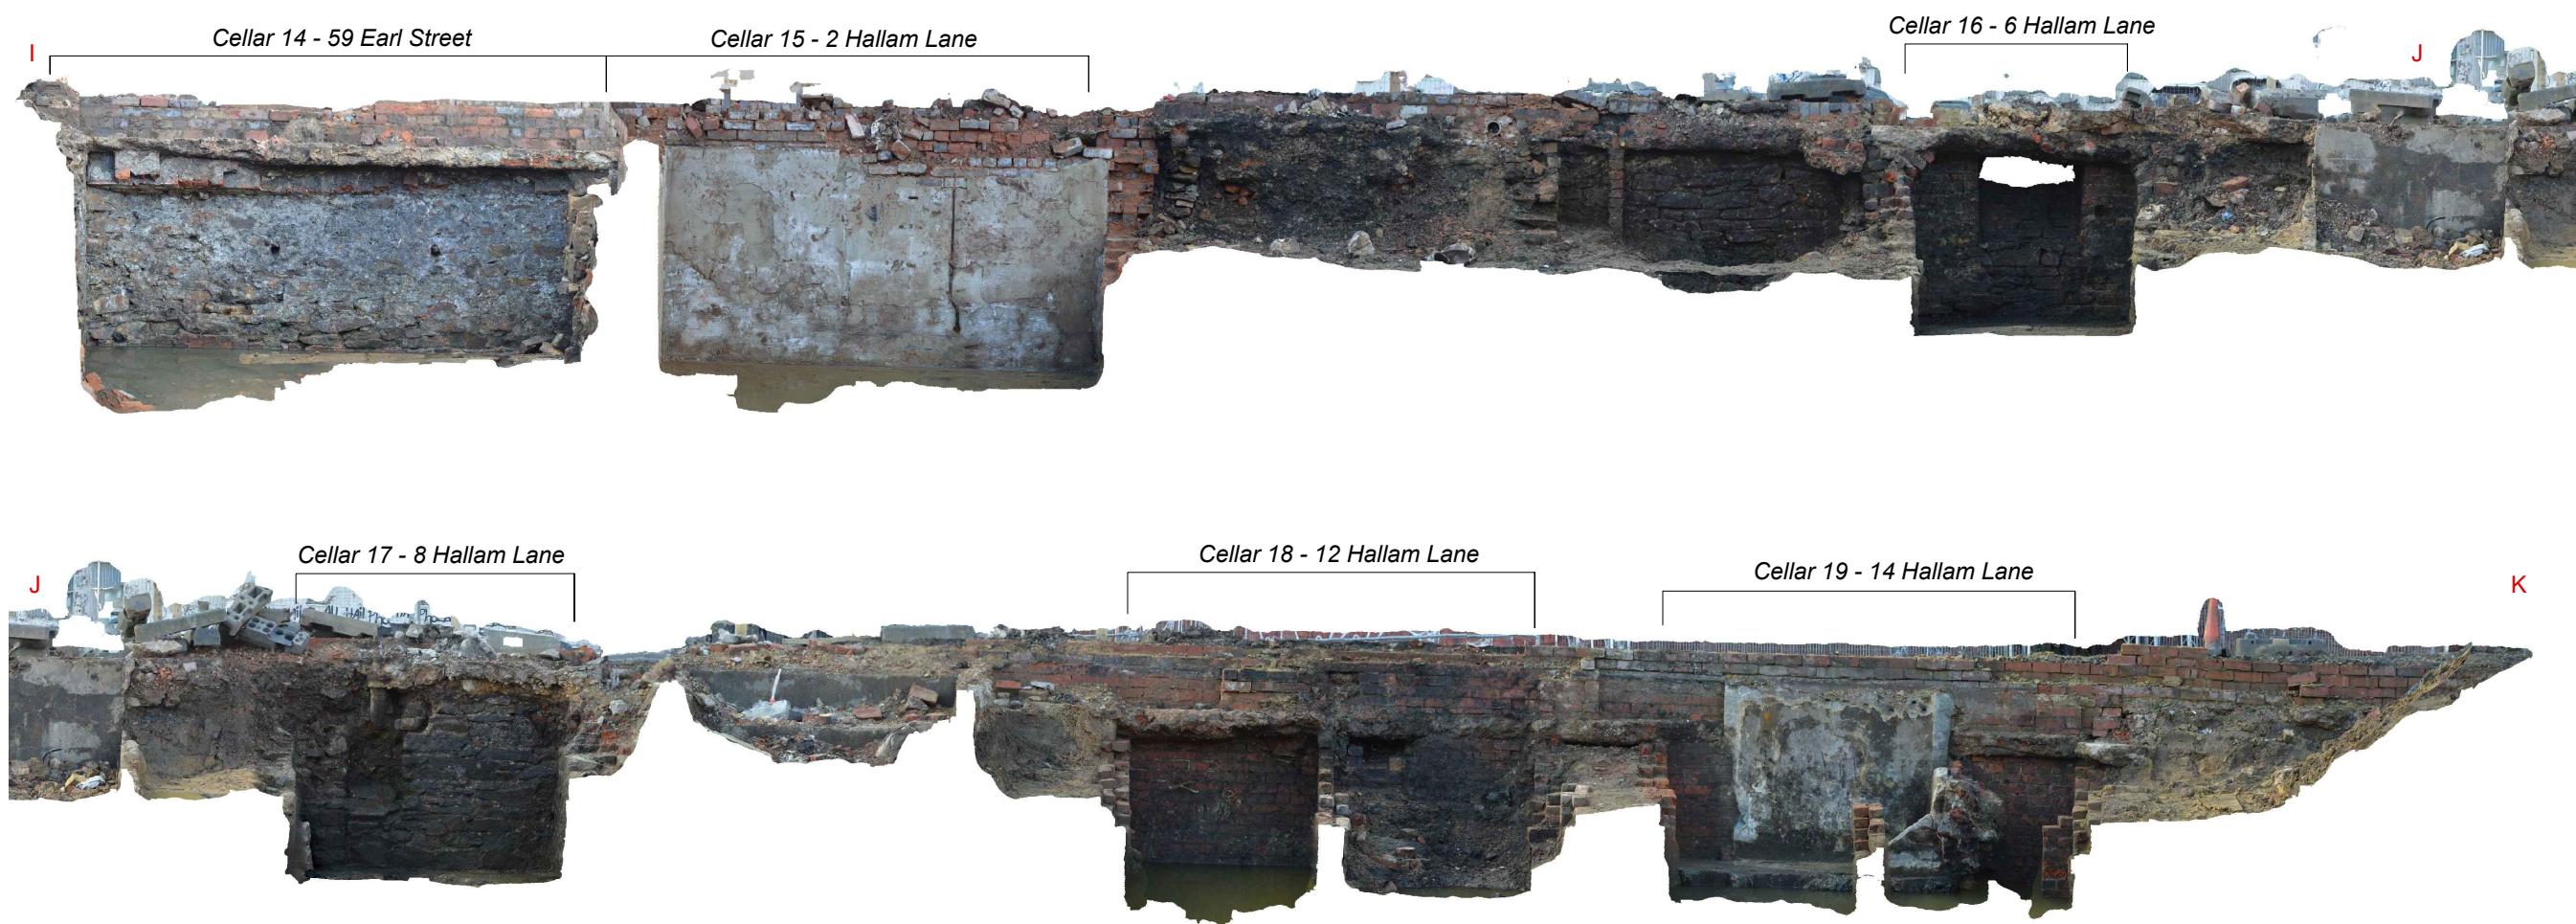 I
Cellar 14 - 59 Earl Street
Cellar 15 - 2 Hallam Lane
Cellar 16 - 6 Hallam Lane
J
J
Cellar 17 - 8 Hallam Lane
Cellar 18 - 12 Hallam Lane
Cellar 19 - 14 Hallam Lane
K